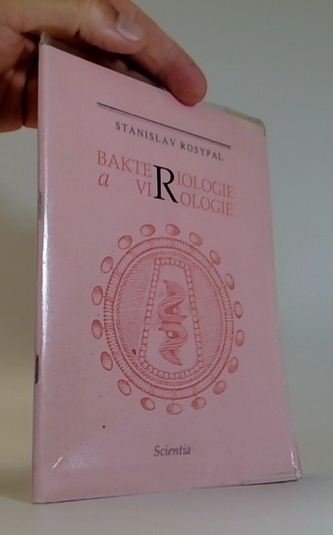 STANISLAV ROSYPAL
BAKTERIOLOGIE
a VIROLOGIE
Scientia